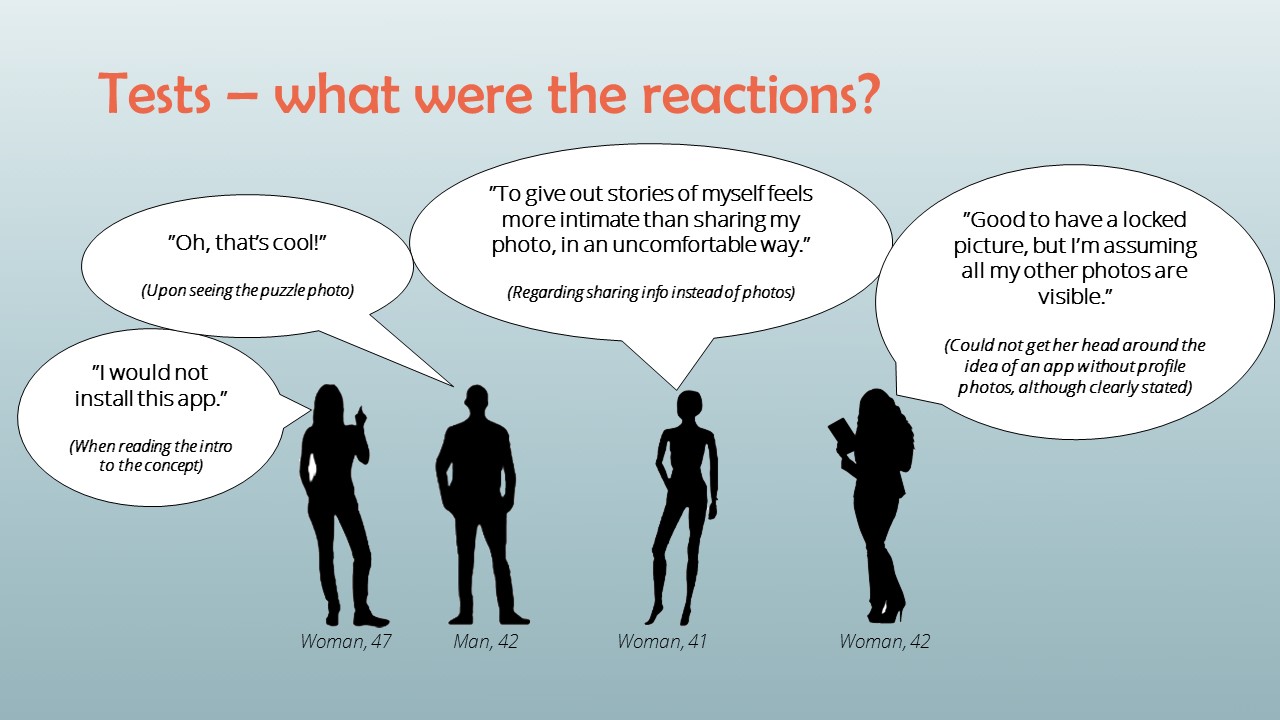 Tests – what were the reactions?
”Oh, that’s cool!”
(Upon seeing the puzzle photo)
”To give out stories of myself feels
more intimate than sharing my
photo, in an uncomfortable way.”
(Regarding sharing info instead of photos)
”Good to have a locked
picture, but I’m assuming
all my other photos are
visible.”
(Could not get her head around the
idea of an app without profile
photos, although clearly stated)
”I would not
install this app.”
(When reading the intro
to the concept)
Woman, 47
Man, 42
Woman, 41
Woman, 42